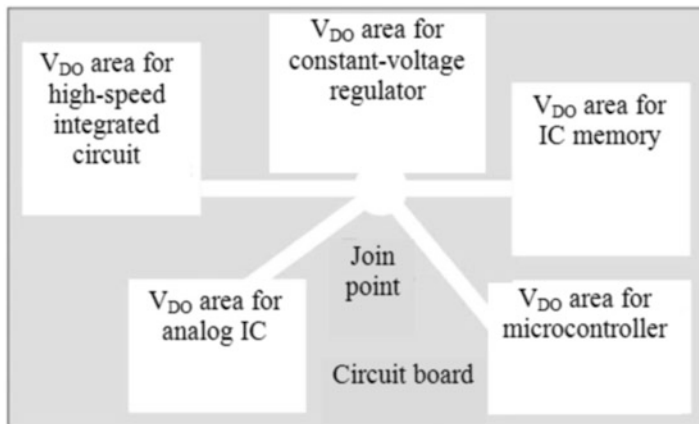 V_DO area for
high-speed
integrated
circuit
V_DO area for
constant-voltage
regulator
V_DO area for
IC memory
Join
point
V_DO area for
analog IC
V_DO area for
microcontroller
Circuit board